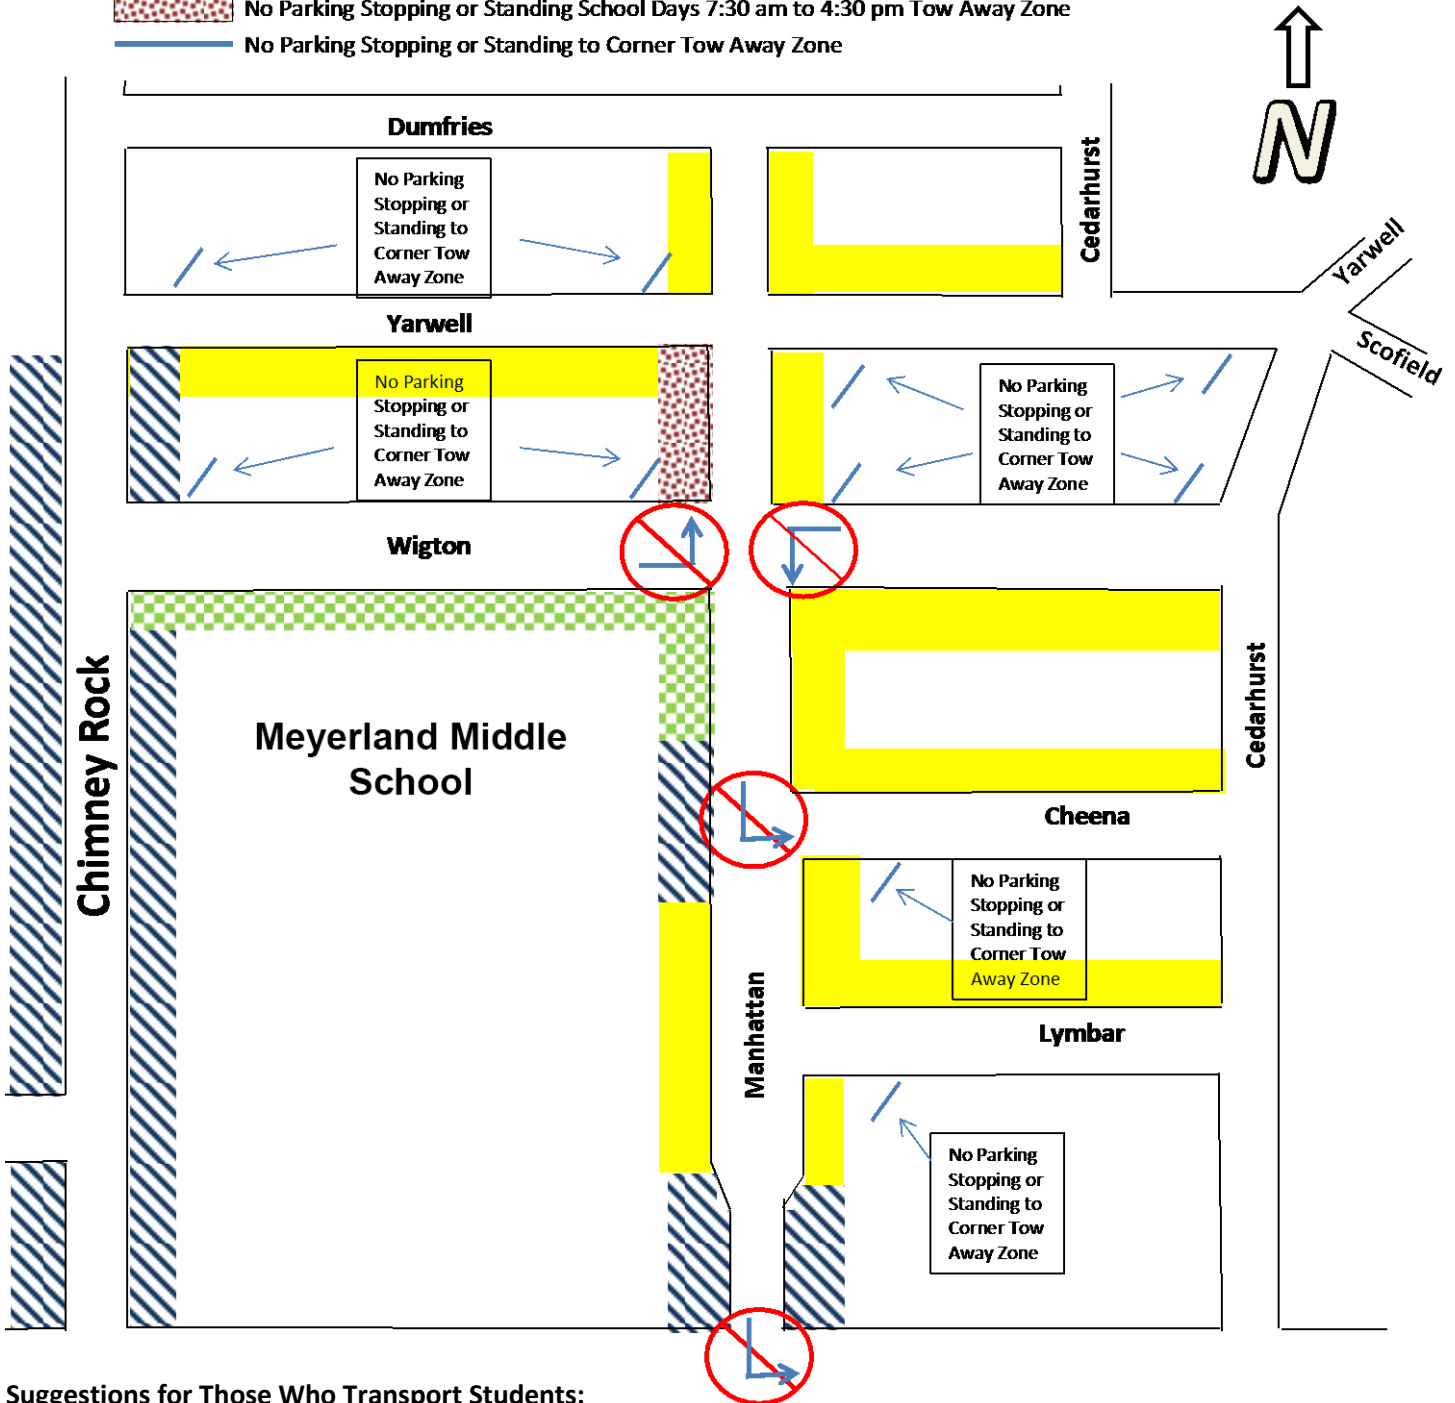 No Parking Stopping or Standing School Days 7:30 am to 4:30 pm Tow Away Zone
No Parking Stopping or Standing to Corner Tow Away Zone
N
Dumfries
Cedarhurst
No Parking
Stopping or
Standing to
Corner Tow
Away Zone
Yarwell
Yarwell
Scofield
No Parking
Stopping or
Standing to
Corner Tow
Away Zone
No Parking
Stopping or
Standing to
Corner Tow
Away Zone
Wigton
Chimney Rock
Meyerland Middle
School
Cedarhurst
Cheena
No Parking
Stopping or
Standing to
Corner Tow
Away Zone
Manhattan
Lymbar
No Parking
Stopping or
Standing to
Corner Tow
Away Zone
Suggestions for Those Who Transport Students: